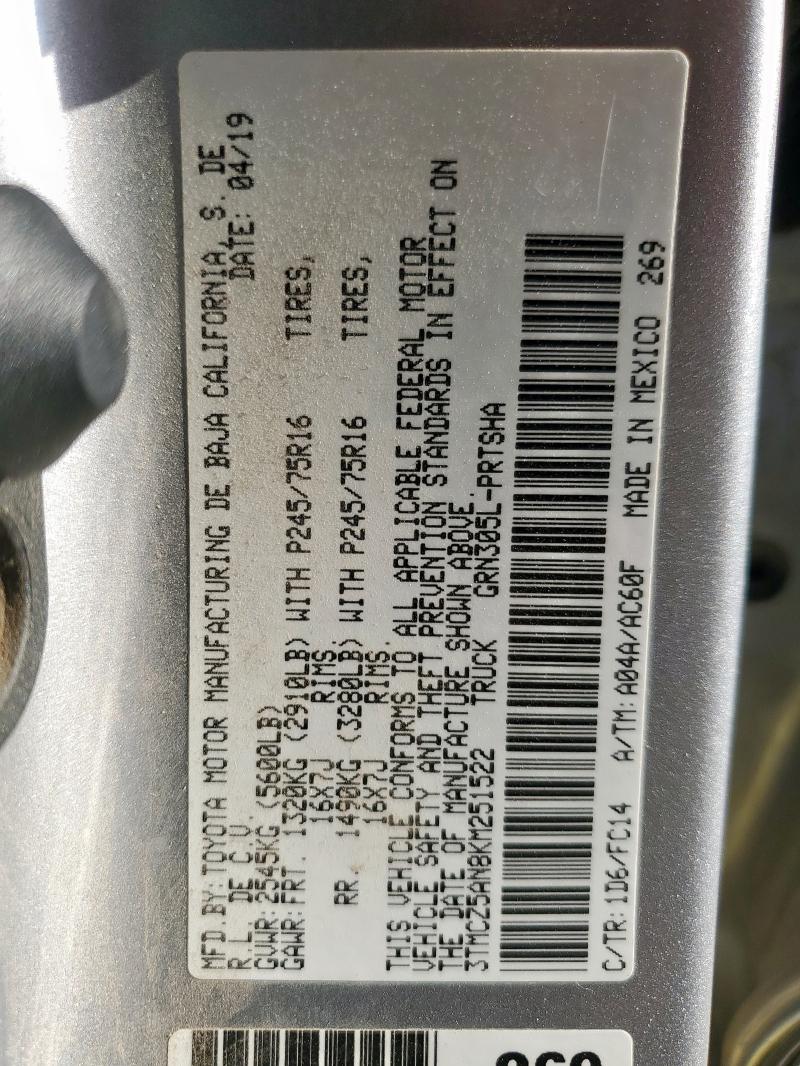 MFD.BY:TOYOTA MOTOR MANUFACTURING DE BAJA CALIFORNIA,S. DE
R.L. DE C.V. DATE: 04/19
GVWR:2545KG (5600LB)
GAWR:FRT. 1320KG (2910LB) WITH P245/75R16 TIRES,
16X7J RIMS.
RR. 1490KG (3280LB) WITH P245/75R16 TIRES,
16X7J RIMS.
THIS VEHICLE CONFORMS TO ALL APPLICABLE FEDERAL MOTOR
VEHICLE SAFETY AND THEFT PREVENTION STANDARDS IN EFFECT ON
THE DATE OF MANUFACTURE SHOWN ABOVE.
3TMCZ5AN8KM251522 TRUCK GRN305L-PRTSHA
C/TR:1D6/FC14 A/TM:A04A/AC60F MADE IN MEXICO 269